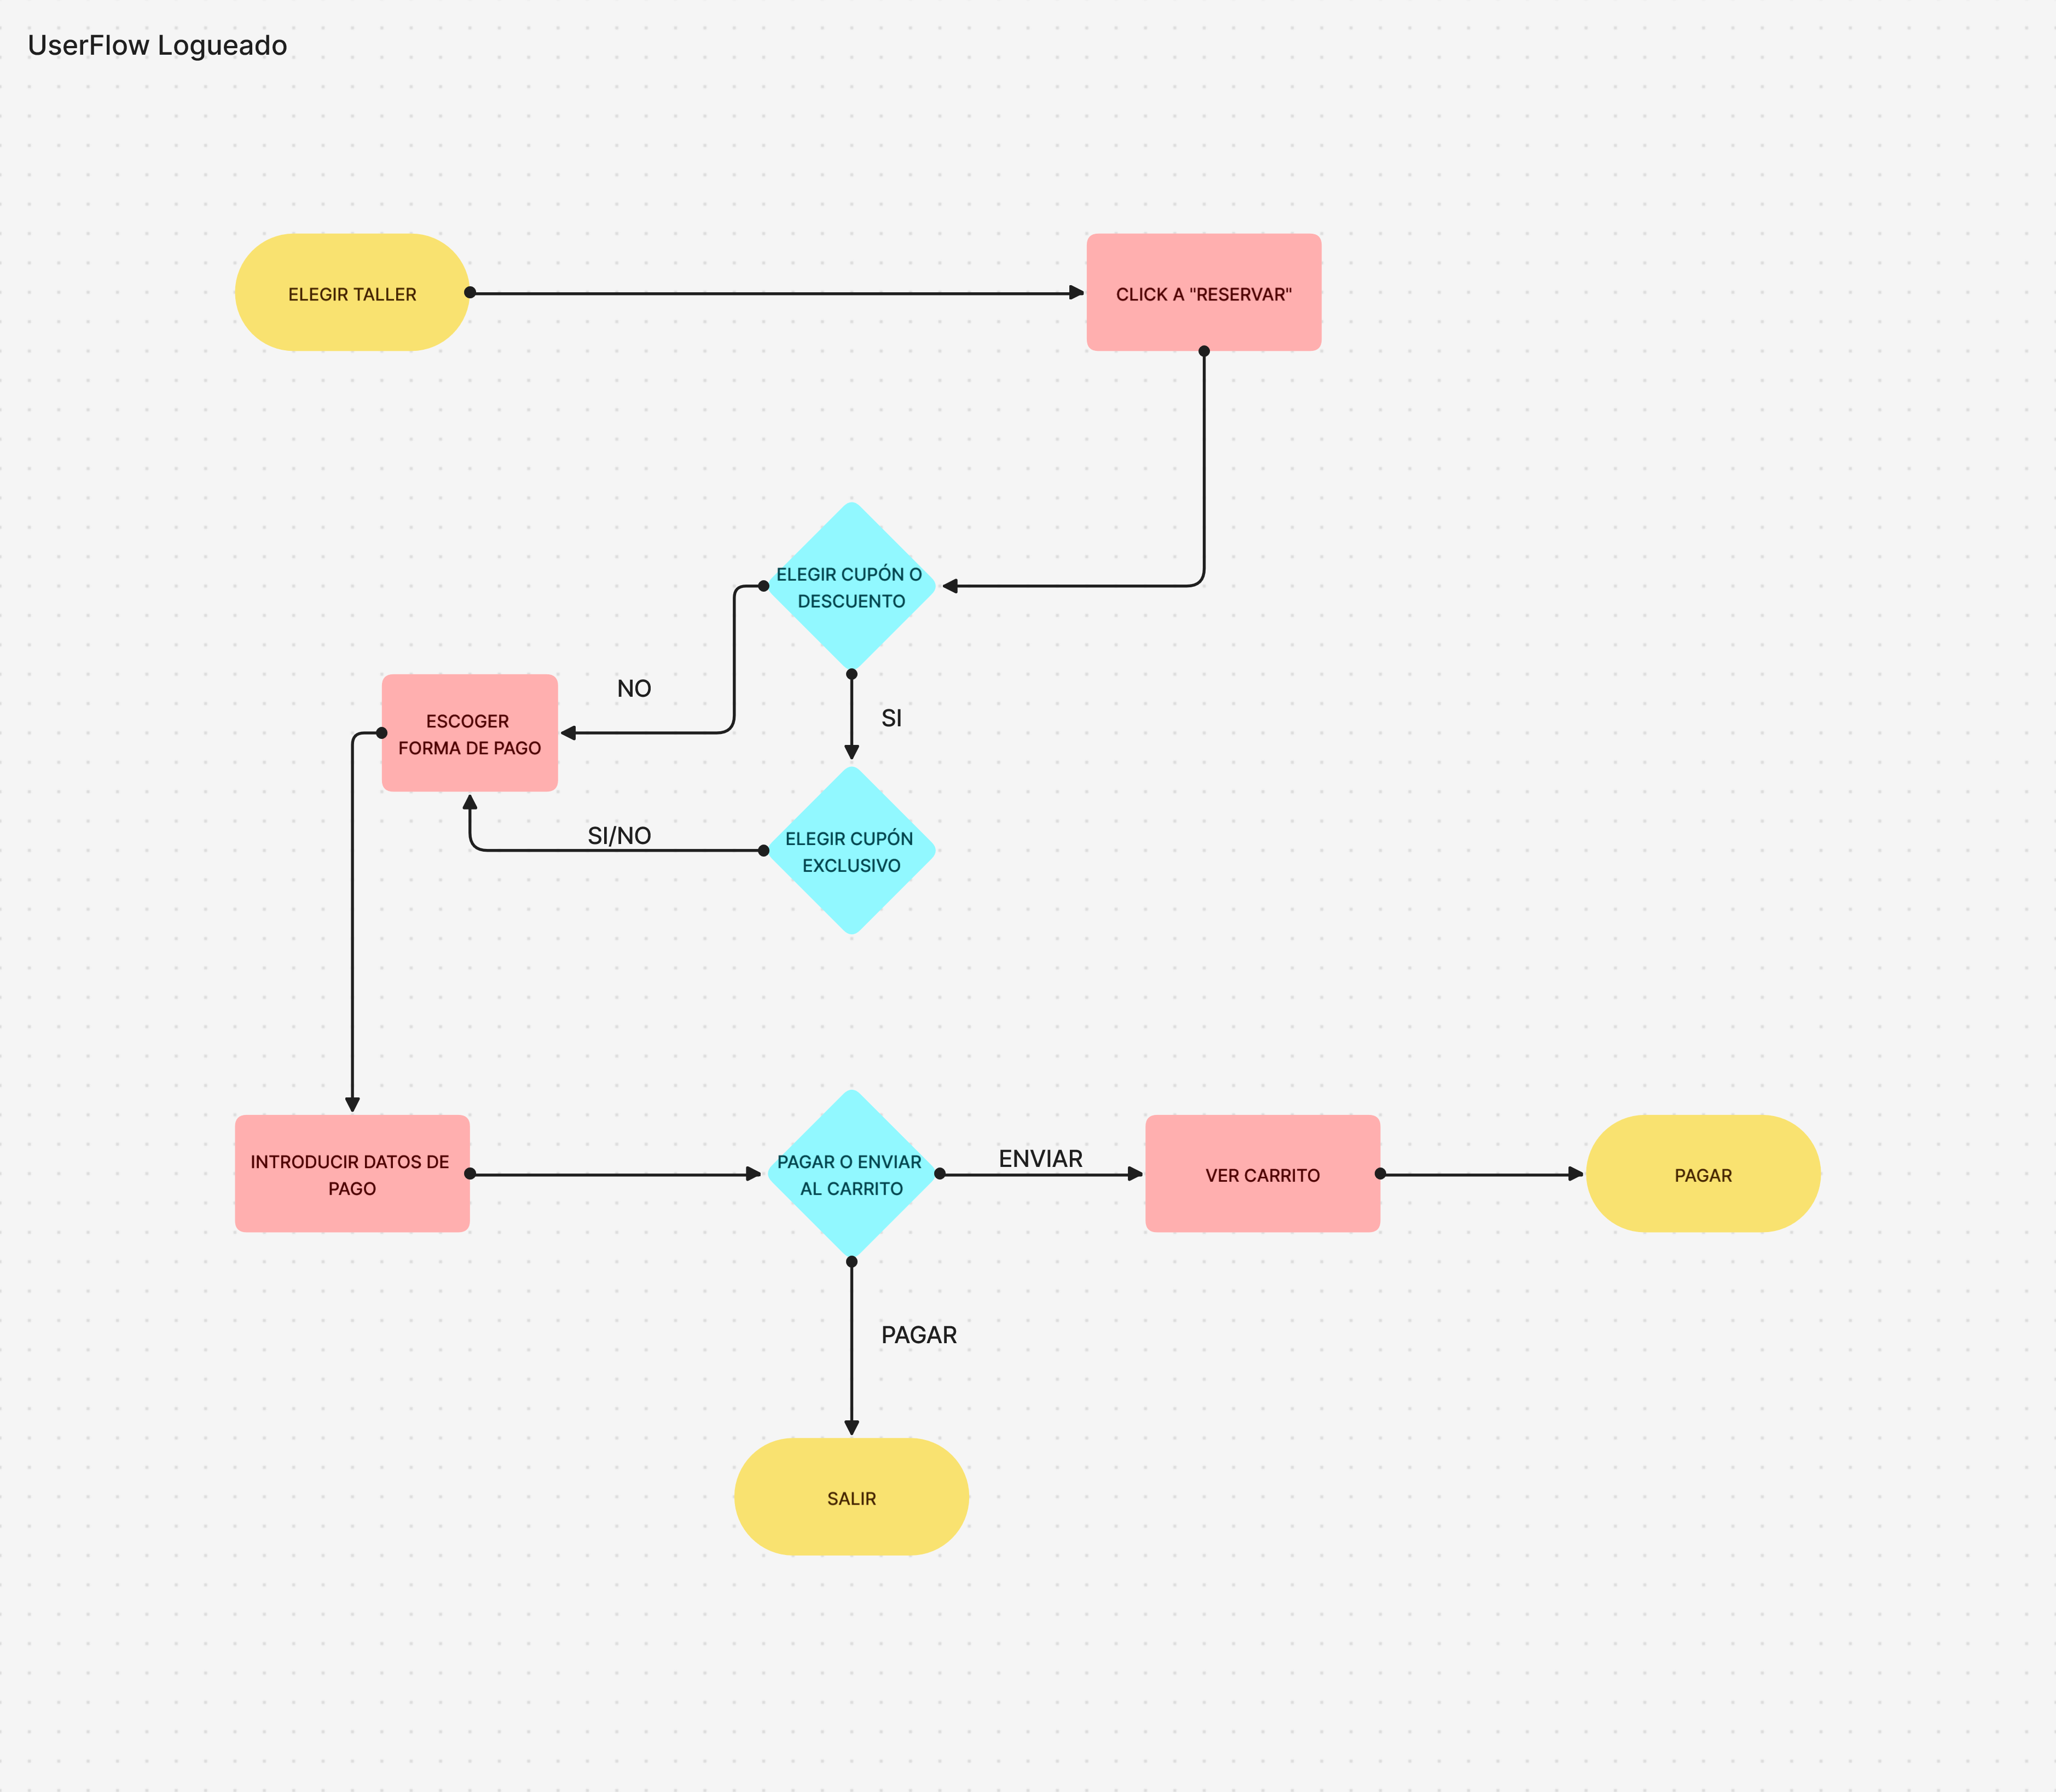 UserFlow Logueado
ELEGIR TALLER
CLICK A "RESERVAR"
ELEGIR CUPÓN O
DESCUENTO
NO
SI
ESCOGER
FORMA DE PAGO
SI/NO
ELEGIR CUPÓN
EXCLUSIVO
INTRODUCIR DATOS DE
PAGO
PAGAR O ENVIAR
AL CARRITO
ENVIAR
VER CARRITO
PAGAR
PAGAR
SALIR